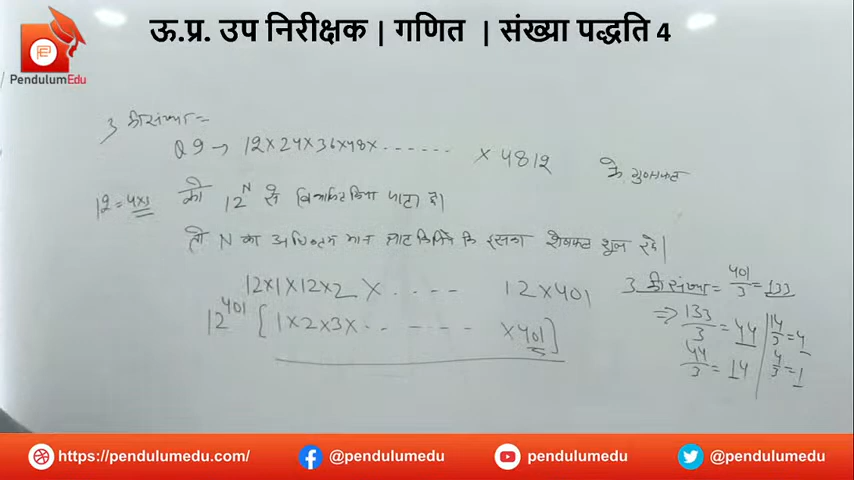 ऊ.प्र. उप निरीक्षक | गणित | संख्या पद्धति 4
PE
PendulumEdu
3 की संख्या =
Q9 → 12×24×36×48×....... × 4812 के गुणनफल
12 = 4×3 को 12^N से विभाजित किया जाता है।
तो N का अधिकतम मान ज्ञात कीजिये कि इसका शेषफल शून्य रहे।
12×1×12×2 × ..... 12×401
12^401 [1×2×3×.. ..... ×401]
3 की संख्या = 401/3 = 133
⇒ 133/3 = 44 | 14/3 = 4
44/3 = 14 | 4/3 = 1
https://pendulumedu.com/ @pendulumedu pendulumedu @pendulumedu